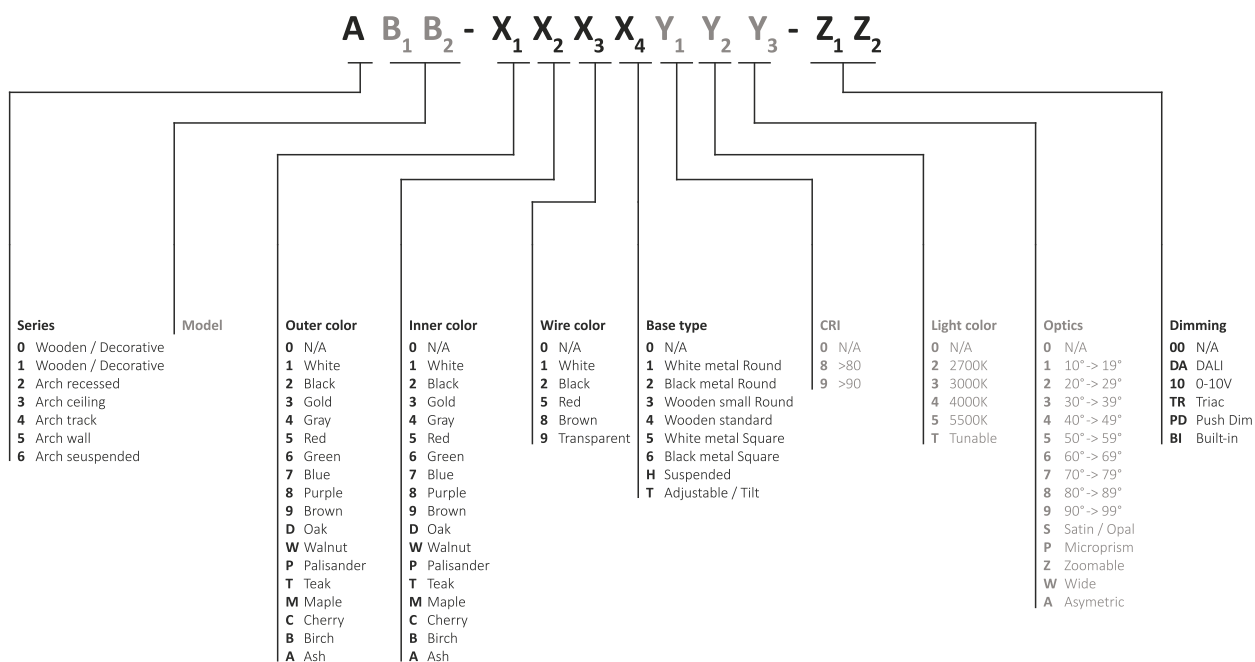 A B1 B2 - X1 X2 X3 X4 Y1 Y2 Y3 - Z1 Z2
Series
0 Wooden / Decorative
1 Wooden / Decorative
2 Arch recessed
3 Arch ceiling
4 Arch track
5 Arch wall
6 Arch seuspended
Model
Outer color
0 N/A
1 White
2 Black
3 Gold
4 Gray
5 Red
6 Green
7 Blue
8 Purple
9 Brown
D Oak
W Walnut
P Palisander
T Teak
M Maple
C Cherry
B Birch
A Ash
Inner color
0 N/A
1 White
2 Black
3 Gold
4 Gray
5 Red
6 Green
7 Blue
8 Purple
9 Brown
D Oak
W Walnut
P Palisander
T Teak
M Maple
C Cherry
B Birch
A Ash
Wire color
0 N/A
1 White
2 Black
5 Red
8 Brown
9 Transparent
Base type
0 N/A
1 White metal Round
2 Black metal Round
3 Wooden small Round
4 Wooden standard
5 White metal Square
6 Black metal Square
H Suspended
T Adjustable / Tilt
CRI
0 N/A
8 >80
9 >90
Light color
0 N/A
2 2700K
3 3000K
4 4000K
5 5500K
T Tunable
Optics
0 N/A
1 10°-> 19°
2 20°-> 29°
3 30°-> 39°
4 40°-> 49°
5 50°-> 59°
6 60°-> 69°
7 70°-> 79°
8 80°-> 89°
9 90°-> 99°
S Satin / Opal
P Microprism
Z Zoomable
W Wide
A Asymetric
Dimming
00 N/A
DA DALI
10 0-10V
TR Triac
PD Push Dim
BI Built-in